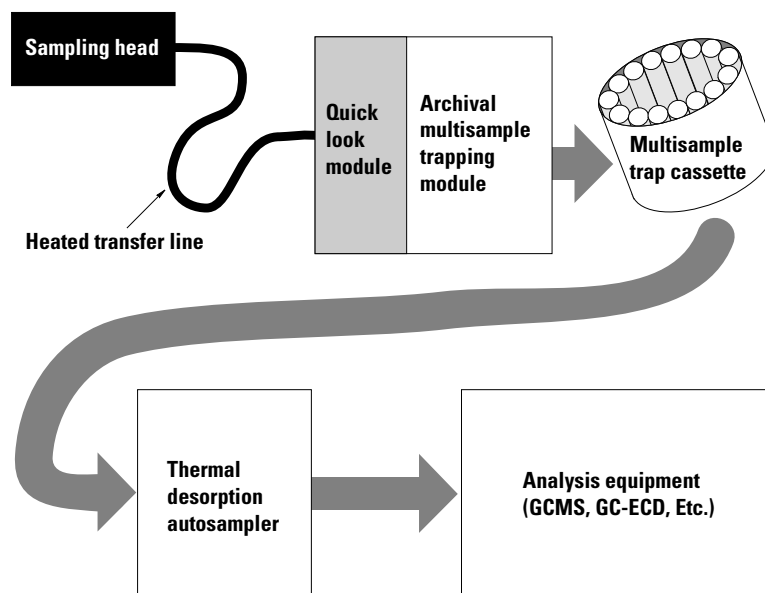 Sampling head
Quick
look
module
Archival
multisample
trapping
module
Multisample
trap cassette
Heated transfer line
Thermal
desorption
autosampler
Analysis equipment
(GCMS, GC-ECD, Etc.)